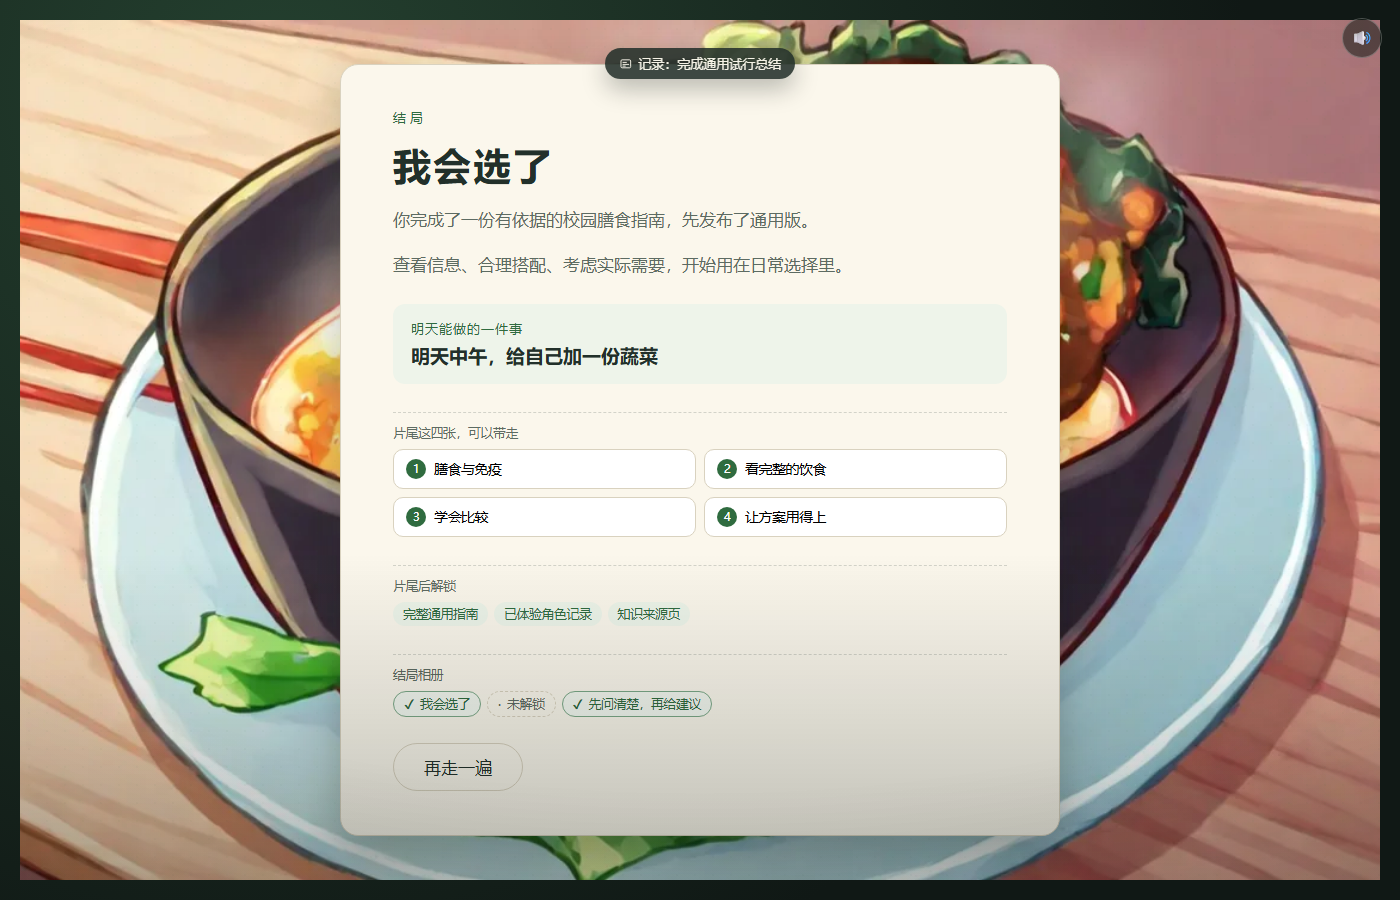 记录：完成通用试行总结
结局
我会选了
你完成了一份有依据的校园膳食指南，先发布了通用版。
查看信息、合理搭配、考虑实际需要，开始用在日常选择里。
明天能做的一件事
明天中午，给自己加一份蔬菜
片尾这四张，可以带走
1 膳食与免疫
2 看完整的饮食
3 学会比较
4 让方案用得上
片尾后解锁
完整通用指南 已体验角色记录 知识来源页
结局相册
✓ 我会选了 · 未解锁 ✓ 先问清楚，再给建议
再走一遍